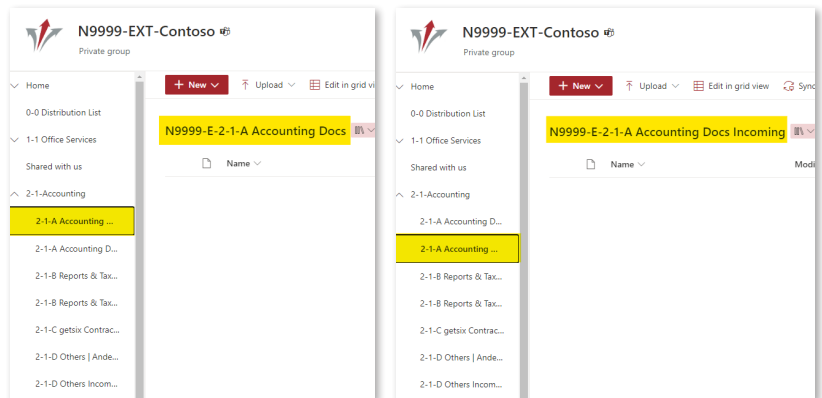 N9999-EXT-Contoso
Private group
Home
0-0 Distribution List
1-1 Office Services
Shared with us
2-1-Accounting
2-1-A Accounting ...
2-1-A Accounting D...
2-1-B Reports & Tax...
2-1-B Reports & Tax...
2-1-C getsix Contrac...
2-1-D Others | Ande...
2-1-D Others Incom...
+ New
Upload
Edit in grid vi
N9999-E-2-1-A Accounting Docs
Name
N9999-EXT-Contoso
Private group
Home
0-0 Distribution List
1-1 Office Services
Shared with us
2-1-Accounting
2-1-A Accounting D...
2-1-A Accounting ...
2-1-B Reports & Tax...
2-1-B Reports & Tax...
2-1-C getsix Contrac...
2-1-D Others | Ande...
2-1-D Others Incom...
+ New
Upload
Edit in grid view
Sync
N9999-E-2-1-A Accounting Docs Incoming
Name
Modi